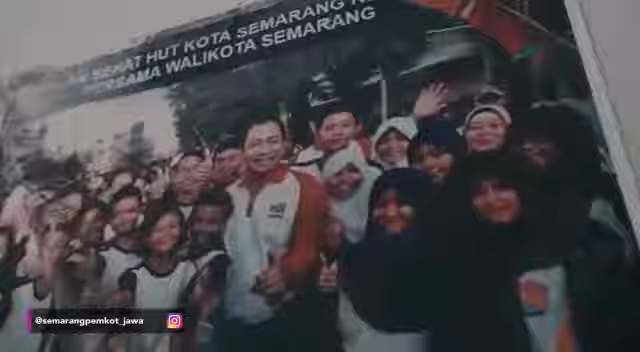 SEHAT HUT KOTA SEMARANG
BERSAMA WALIKOTA SEMARANG
@semarangpemkot_jawa